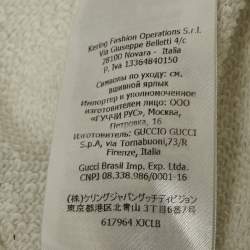 Kering Fashion Operations S.r.l
Via Giuseppe Belletti 4/c
28100 Novara - Italia
P. Iva 13364840150
Символы по уходу: см.
вшивной ярлык
Импортер и уполномоченное
изготовителем лицо: ООО
«ГУЧЧИ РУС», Москва,
Петровка, 16
Изготовитель: GUCCIO GUCCI
S.p.A, via Tornabuoni,73/R
Firenze, Italia
Gucci Brasil Imp. Exp. Ltda.
CNPJ 08.338.986/0001-16
(株)ケリングジャパングッチディビジョン
東京都港区北青山 3丁目6番7号
617964 XJCLB